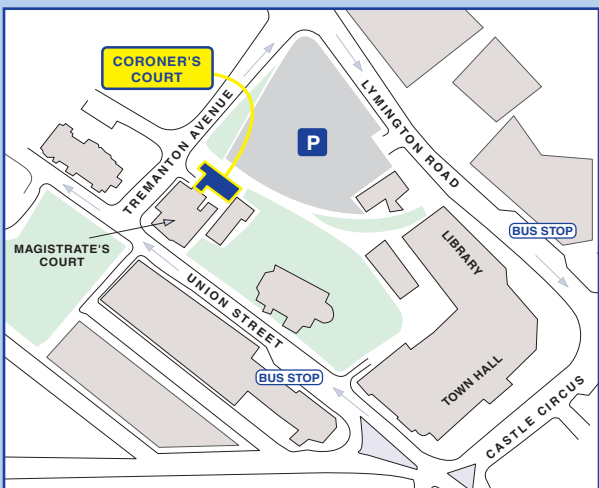 CORONER'S
COURT
P
TREMANTON AVENUE
LYMINGTON ROAD
MAGISTRATE'S
COURT
BUS STOP
LIBRARY
UNION STREET
BUS STOP
TOWN HALL
CASTLE CIRCUS